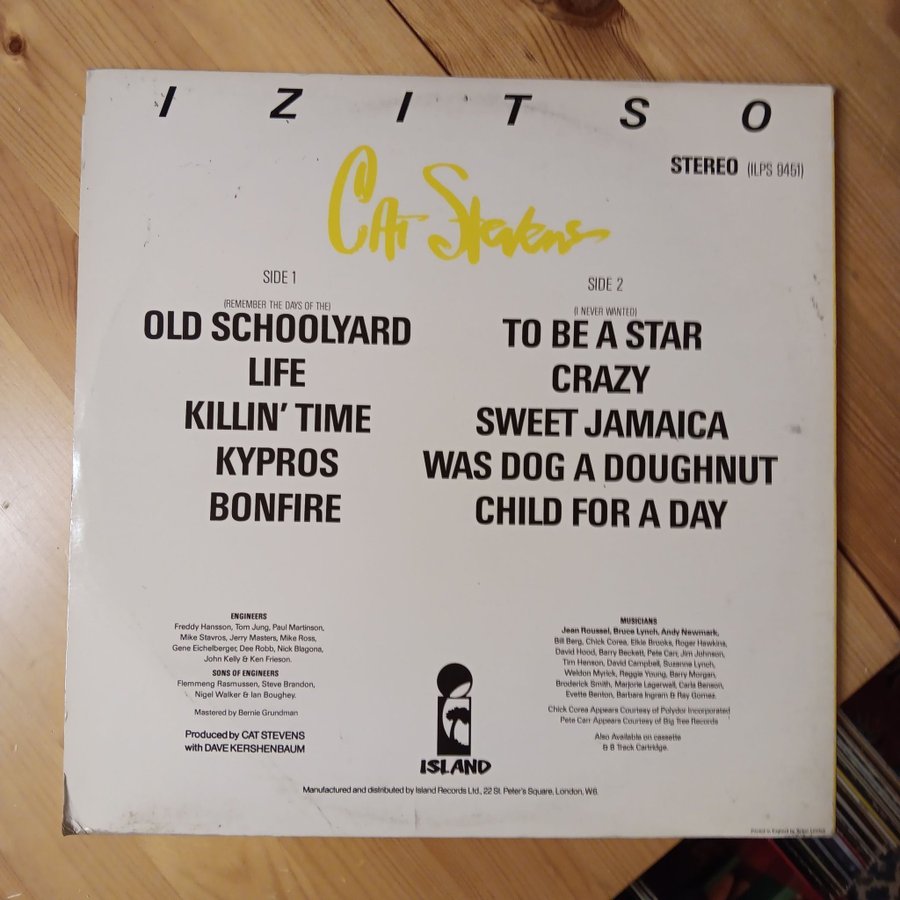 IZITSO
STEREO (ILPS 9451)
Cat Stevens
SIDE 1
(REMEMBER THE DAYS OF THE)
OLD SCHOOLYARD
LIFE
KILLIN' TIME
KYPROS
BONFIRE
SIDE 2
(I NEVER WANTED)
TO BE A STAR
CRAZY
SWEET JAMAICA
WAS DOG A DOUGHNUT
CHILD FOR A DAY
ENGINEERS
Freddy Hansson, Tom Jung, Paul Martinson,
Mike Stavros, Jerry Masters, Mike Ross,
Gene Eichelberger, Dee Robb, Nick Blagona,
John Kelly & Ken Frieson.
SONS OF ENGINEERS
Flemmeng Rasmussen, Steve Brandon,
Nigel Walker & Ian Boughey.
Mastered by Bernie Grundman
Produced by CAT STEVENS
with DAVE KERSHENBAUM
MUSICIANS
Jean Roussel, Bruce Lynch, Andy Newmark,
Bill Berg, Chick Corea, Elkie Brooks, Roger Hawkins,
David Hood, Barry Beckett, Pete Carr, Jim Johnson,
Tim Henson, David Campbell, Suzanne Lynch,
Weldon Myrick, Reggie Young, Barry Morgan,
Broderick Smith, Marjorie Lagerwall, Carla Benson,
Evette Benton, Barbara Ingram & Ray Gomez.
Chick Corea Appears Courtesy of Polydor Incorporated
Pete Carr Appears Courtesy of Big Tree Records
Also Available on cassette
& 8 Track Cartridge.
ISLAND
Manufactured and distributed by Island Records Ltd., 22 St. Peter's Square, London, W6.